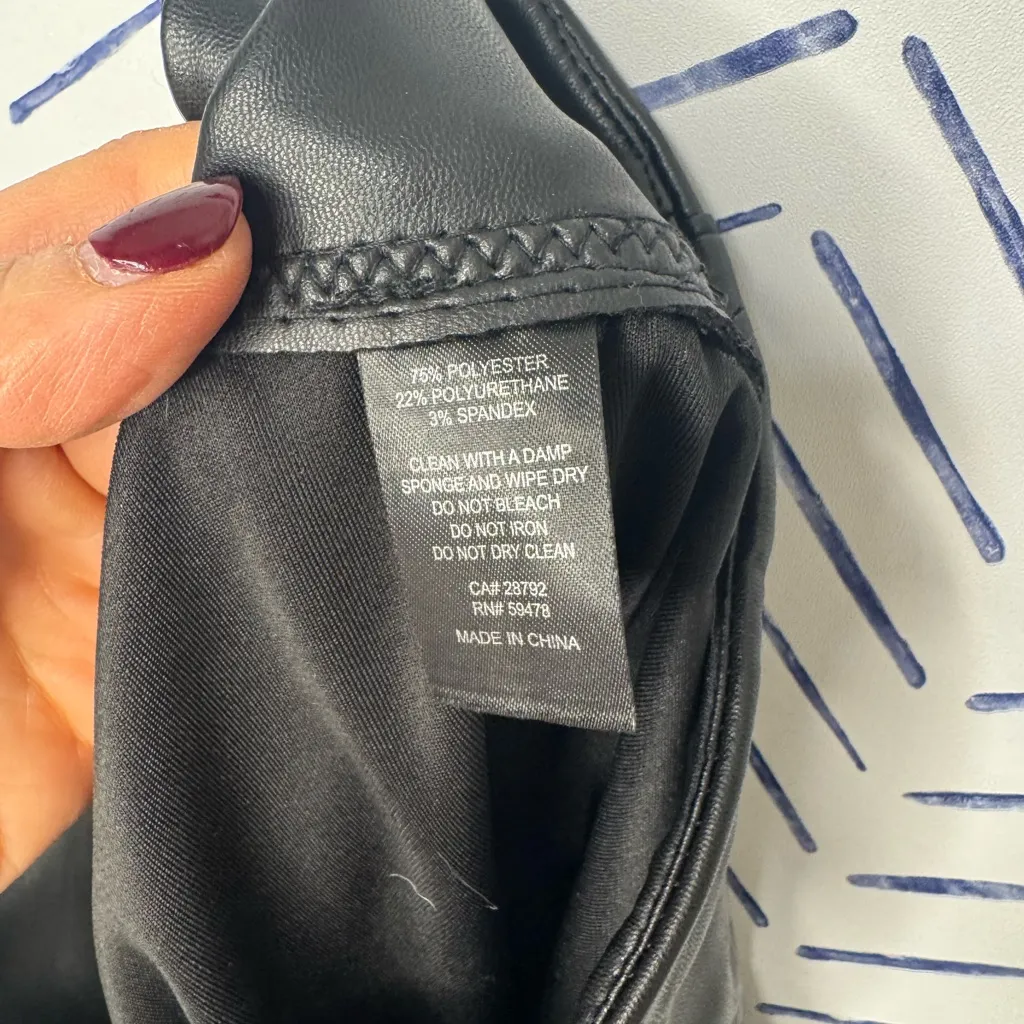 75% POLYESTER
22% POLYURETHANE
3% SPANDEX
CLEAN WITH A DAMP
SPONGE AND WIPE DRY
DO NOT BLEACH
DO NOT IRON
DO NOT DRY CLEAN
CA# 28792
RN# 59478
MADE IN CHINA